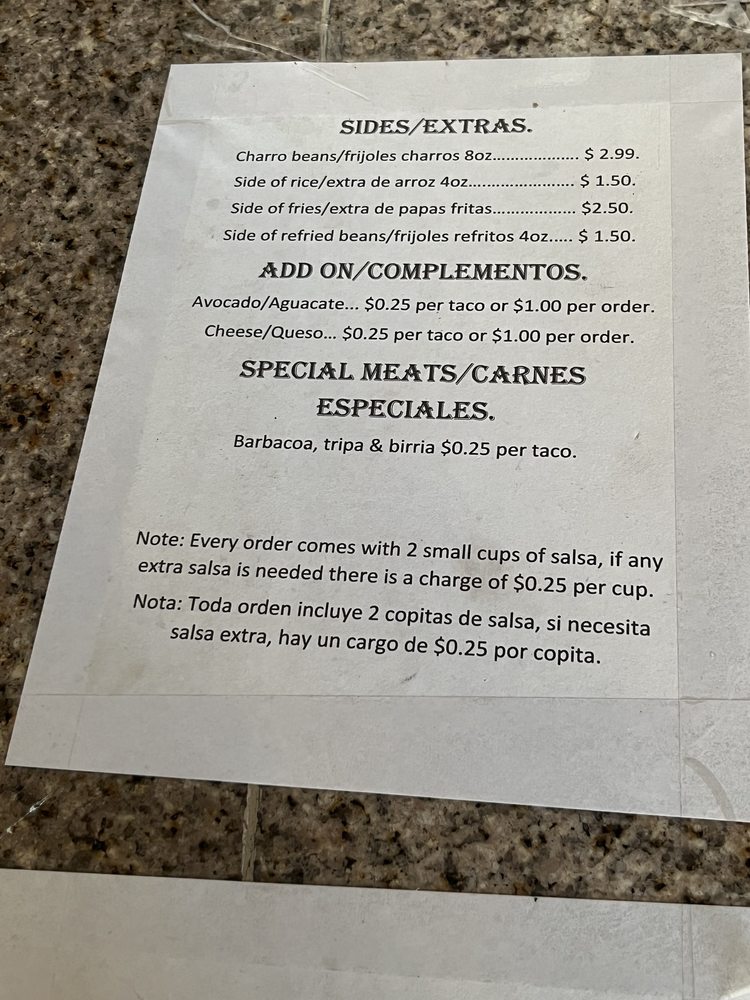 SIDES/EXTRAS.
Charro beans/frijoles charros 8oz................... $ 2.99.
Side of rice/extra de arroz 4oz....................... $ 1.50.
Side of fries/extra de papas fritas.................. $2.50.
Side of refried beans/frijoles refritos 4oz..... $ 1.50.
ADD ON/COMPLEMENTOS.
Avocado/Aguacate... $0.25 per taco or $1.00 per order.
Cheese/Queso... $0.25 per taco or $1.00 per order.
SPECIAL MEATS/CARNES
ESPECIALES.
Barbacoa, tripa & birria $0.25 per taco.
Note: Every order comes with 2 small cups of salsa, if any
extra salsa is needed there is a charge of $0.25 per cup.
Nota: Toda orden incluye 2 copitas de salsa, si necesita
salsa extra, hay un cargo de $0.25 por copita.